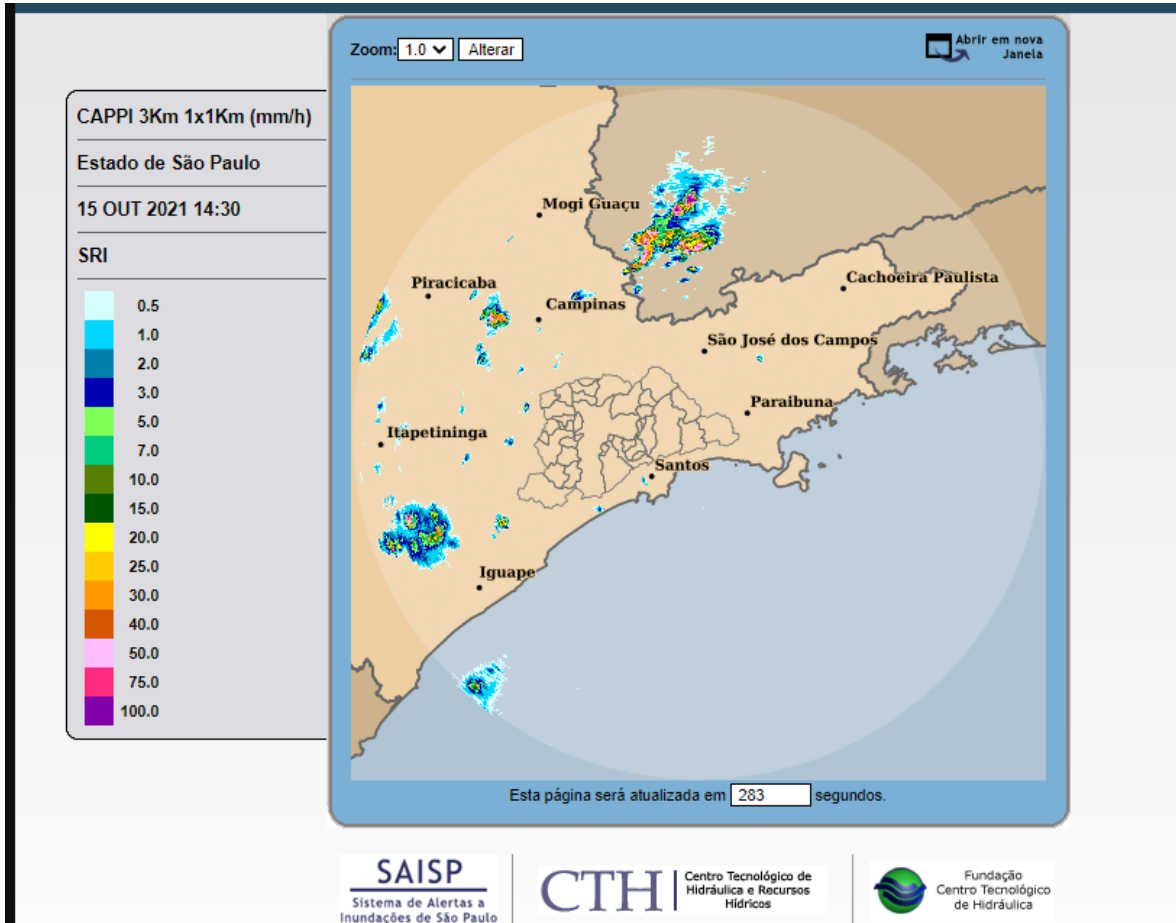 Zoom: 1.0 Alterar
Abrir em nova
Janela
CAPPI 3Km 1x1Km (mm/h)
Estado de São Paulo
15 OUT 2021 14:30
SRI
0.5
1.0
2.0
3.0
5.0
7.0
10.0
15.0
20.0
25.0
30.0
40.0
50.0
75.0
100.0
Mogi Guaçu
Piracicaba
Campinas
Cachoeira Paulista
São José dos Campos
Paraibuna
Itapetininga
Santos
Iguape
Esta página será atualizada em 283 segundos.
SAISP
Sistema de Alertas a
Inundações de São Paulo
CTH
Centro Tecnológico de
Hidráulica e Recursos
Hídricos
Fundação
Centro Tecnológico
de Hidráulica